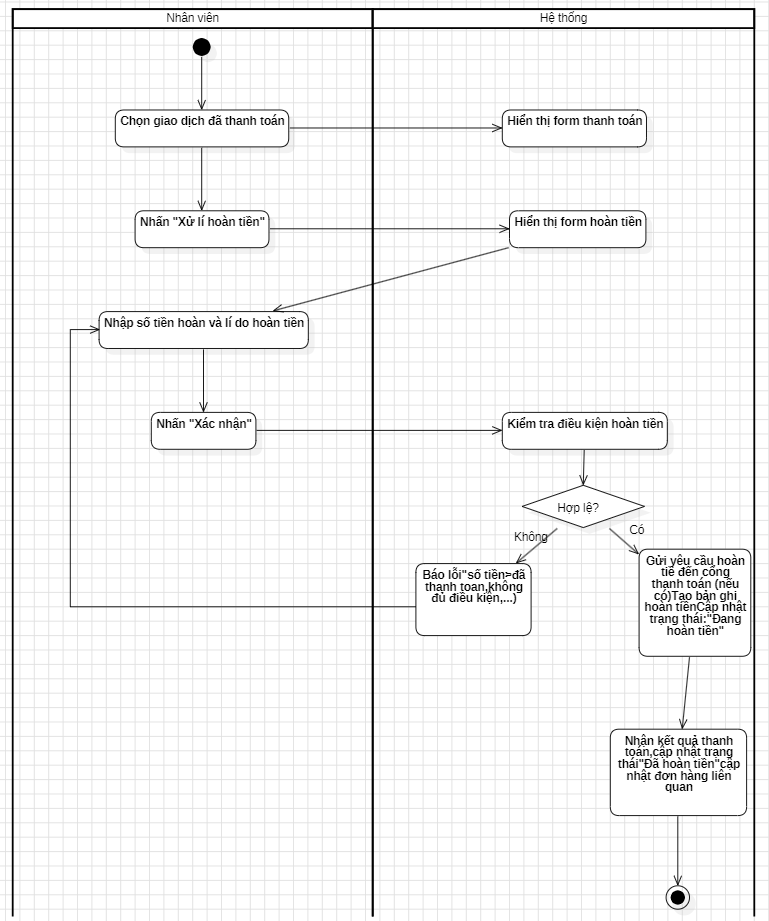 Nhân viên
Hệ thống
Chọn giao dịch đã thanh toán
Hiển thị form thanh toán
Nhấn "Xử lí hoàn tiền"
Hiển thị form hoàn tiền
Nhập số tiền hoàn và lí do hoàn tiền
Nhấn "Xác nhận"
Kiểm tra điều kiện hoàn tiền
Hợp lệ?
Không
Có
Báo lỗi"số tiền>đã
thanh toan,không
đủ điều kiện,...)
Gửi yêu cầu hoàn
tiề đến cổng
thanh toán (nếu
có)Tạo bản ghi
hoàn tiềnCập nhật
trạng thái:"Đang
hoàn tiền"
Nhận kết quả thanh
toán,cập nhật trạng
thái"Đã hoàn tiền"cập
nhật đơn hàng liên
quan